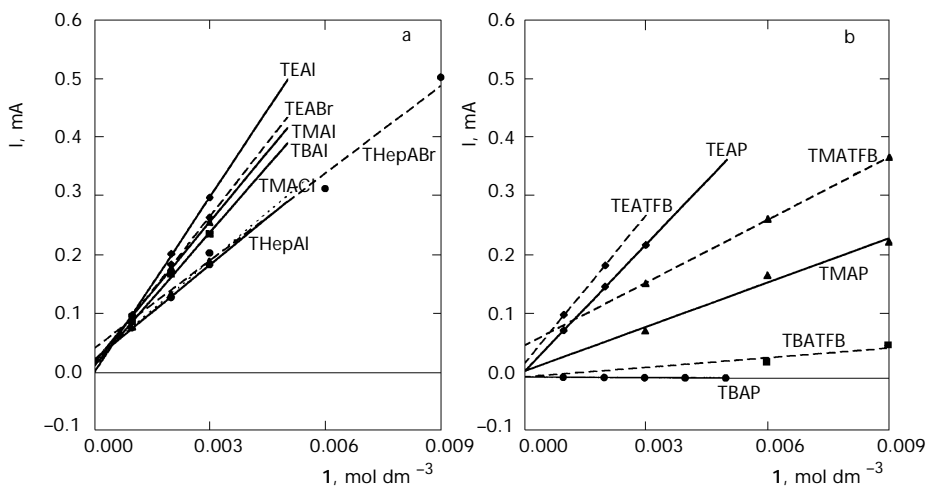 0.6
a
0.5
0.4
0.3
0.2
0.1
0.0
−0.1
I, mA
TEAI
TEABr
TMAI
TBAI
THepABr
TMACl
THepAI
0.000 0.003 0.006 0.009
1, mol dm −3
0.6
b
0.5
0.4
0.3
0.2
0.1
0.0
−0.1
I, mA
TEAP
TMATFB
TEATFB
TMAP
TBATFB
TBAP
0.000 0.003 0.006 0.009
1, mol dm −3